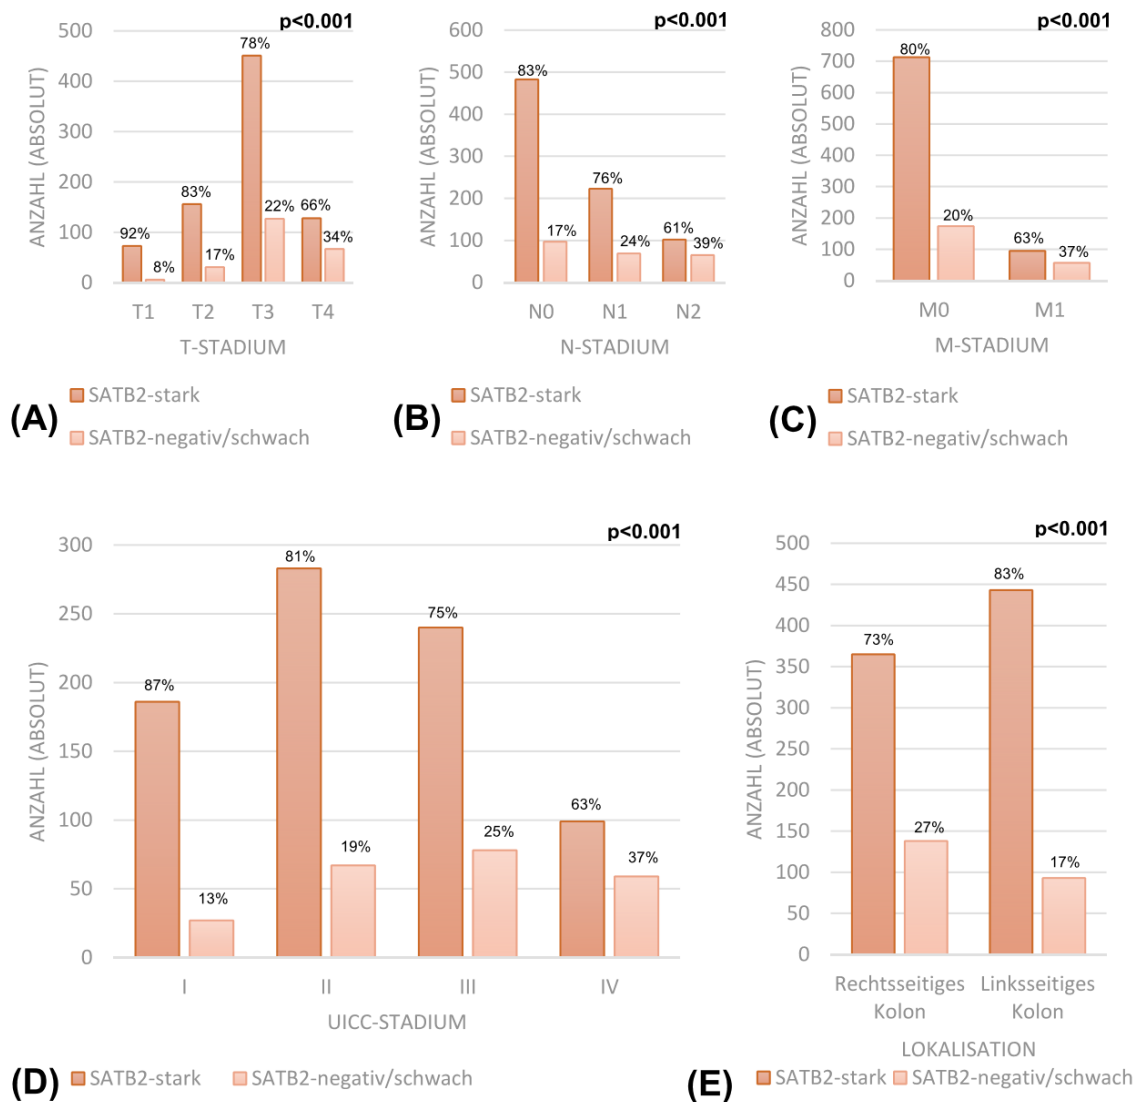 p<0.001
500
400
300
200
100
0
ANZAHL (ABSOLUT)
92%
8%
83%
17%
78%
22%
66%
34%
T1 T2 T3 T4
T-STADIUM
SATB2-stark
SATB2-negativ/schwach
(A)
p<0.001
600
500
400
300
200
100
0
ANZAHL (ABSOLUT)
83%
17%
76%
24%
61%
39%
N0 N1 N2
N-STADIUM
SATB2-stark
SATB2-negativ/schwach
(B)
p<0.001
800
700
600
500
400
300
200
100
0
ANZAHL (ABSOLUT)
80%
20%
63%
37%
M0 M1
M-STADIUM
SATB2-stark
SATB2-negativ/schwach
(C)
p<0.001
300
250
200
150
100
50
0
ANZAHL (ABSOLUT)
87%
13%
81%
19%
75%
25%
63%
37%
I II III IV
UICC-STADIUM
(D) SATB2-stark SATB2-negativ/schwach
p<0.001
500
450
400
350
300
250
200
150
100
50
0
ANZAHL (ABSOLUT)
73%
27%
83%
17%
Rechtsseitiges Linksseitiges
Kolon Kolon
LOKALISATION
(E) SATB2-stark SATB2-negativ/schwach